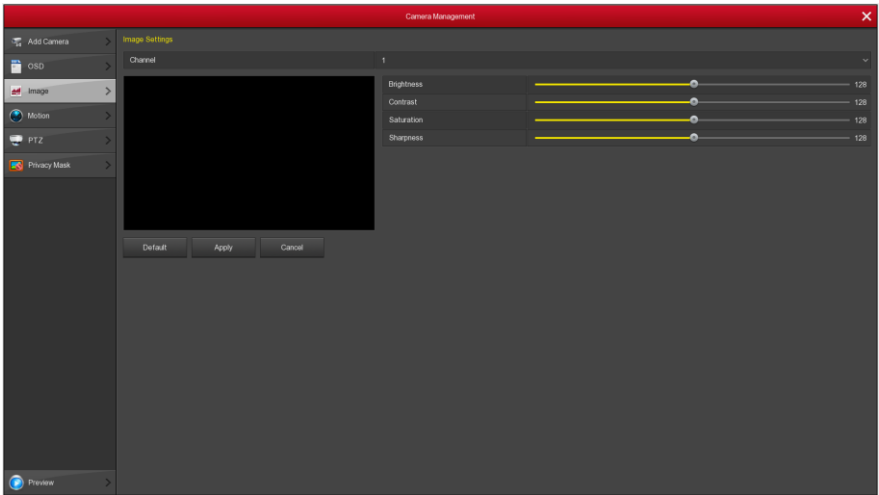 Camera Management
Add Camera
OSD
Image
Motion
PTZ
Privacy Mask
Preview
Image Settings
Channel 1
Brightness 128
Contrast 128
Saturation 128
Sharpness 128
Default Apply Cancel